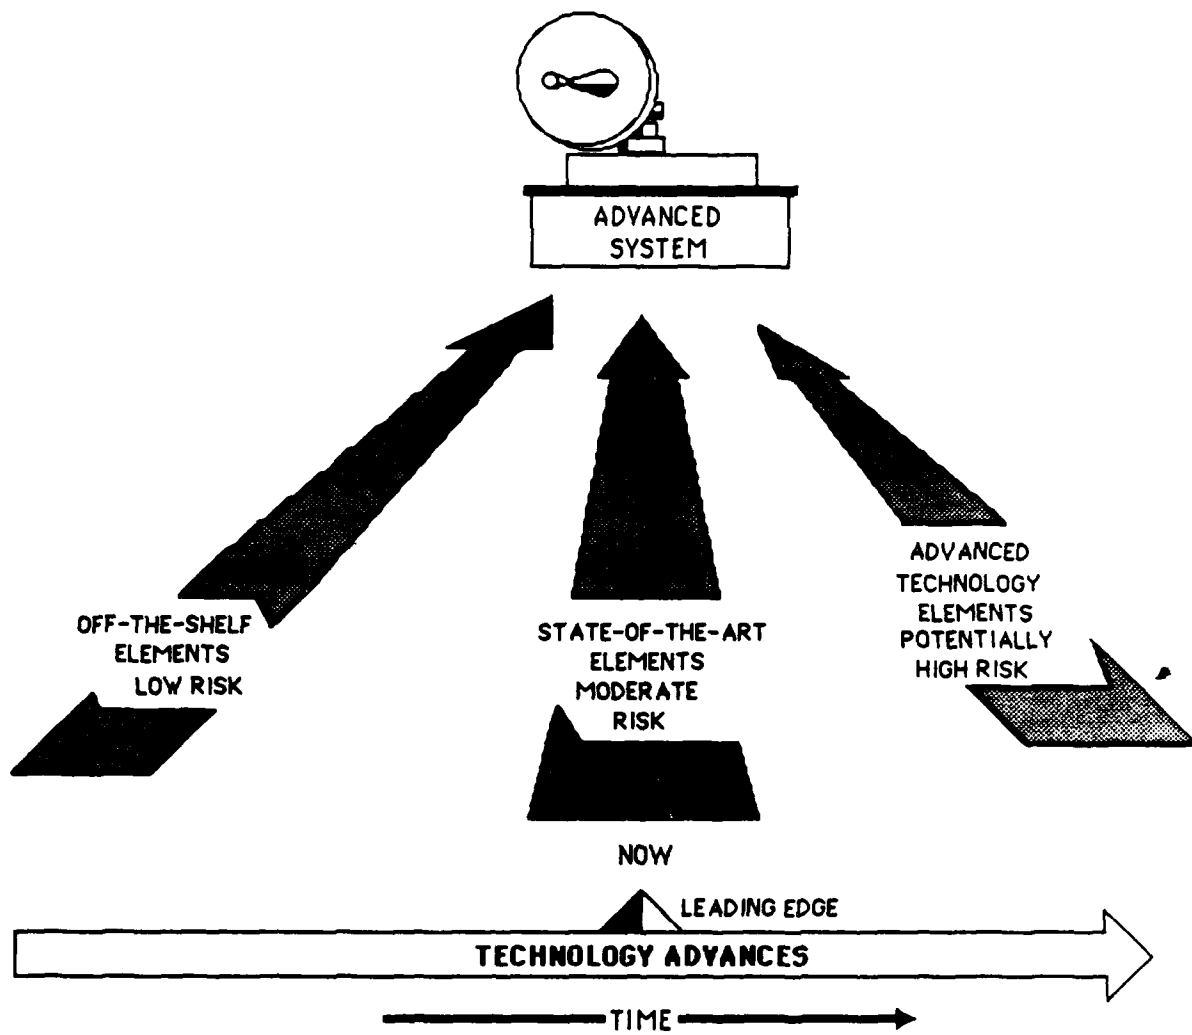 ADVANCED
SYSTEM
OFF-THE-SHELF
ELEMENTS
LOW RISK
STATE-OF-THE-ART
ELEMENTS
MODERATE
RISK
ADVANCED
TECHNOLOGY
ELEMENTS
POTENTIALLY
HIGH RISK
NOW
LEADING EDGE
TECHNOLOGY ADVANCES
TIME